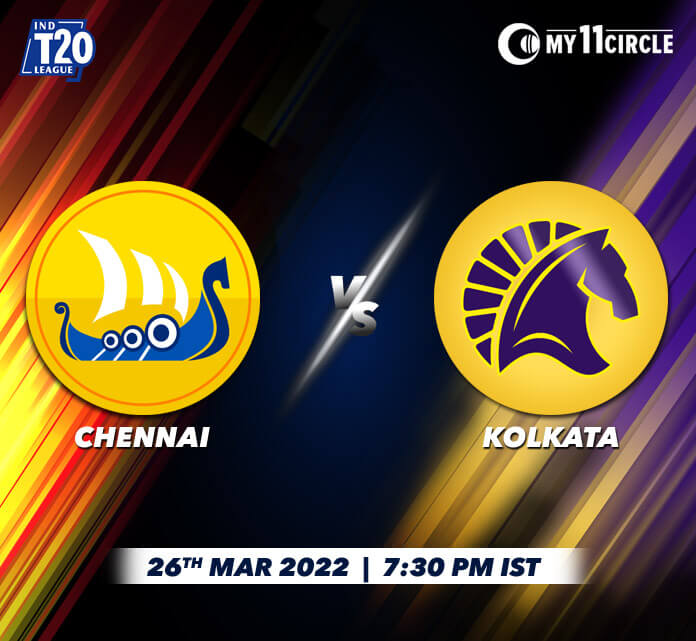 IND
T20
LEAGUE
MY11CIRCLE
VS
CHENNAI
KOLKATA
26TH MAR 2022 | 7:30 PM IST